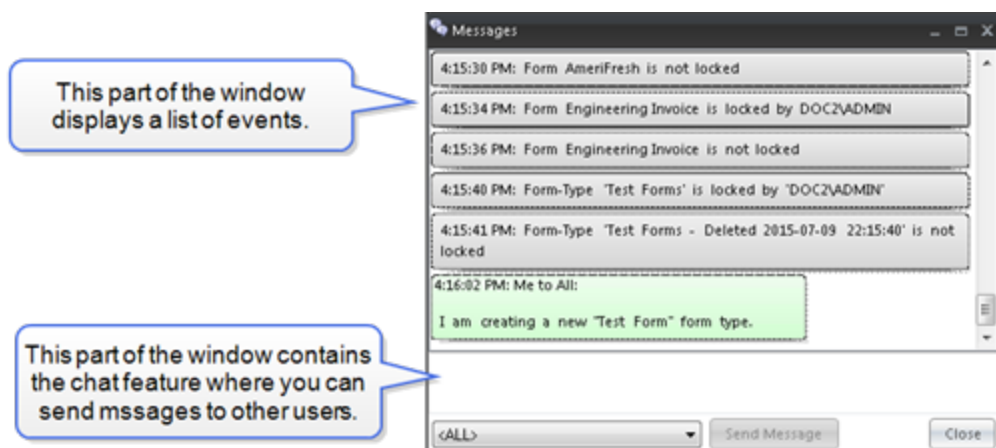 Messages
This part of the window
displays a list of events.
4:15:30 PM: Form AmeriFresh is not locked
4:15:34 PM: Form Engineering Invoice is locked by DOC2\ADMIN
4:15:36 PM: Form Engineering Invoice is not locked
4:15:40 PM: Form-Type 'Test Forms' is locked by 'DOC2\ADMIN'
4:15:41 PM: Form-Type 'Test Forms - Deleted 2015-07-09 22:15:40' is not
locked
4:16:02 PM: Me to All:
I am creating a new "Test Form" form type.
This part of the window contains
the chat feature where you can
send mssages to other users.
<ALL>
Send Message
Close